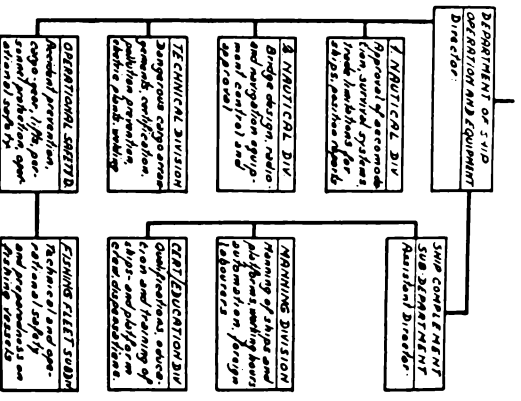 DEPARTMENT OF SHIP
OPERATION AND EQUIPMENT
Director:
1. NAUTICAL DIV
Approval of accomoda-
tion, survival systems,
trade limitations for
ships, position reports
2. NAUTICAL DIV
Bridge design, radio-
and navigation equip-
ment control and
approval
TECHNICAL DIVISION
Dangerous cargo arran-
gements, certification,
pollution prevention,
electric plants, welding
OPERATIONAL SAFETY D.
Accident prevention,
cargo gear, lifts, per-
sonnel protection, oper-
ational safety.
SHIP COMPLEMENT
SUB-DEPARTMENT
Assistant Director:
MANNING DIVISION
Manning of ships and
platforms, working hours
automation, foreign
labourers
CERT/EDUCATION DIV
Qualifications, educa-
tion and training of
ships- and platform
crew, dispensations.
FISHING FLEET SUBDIV
Technical and ope-
rational safety
and preparedness on
fishing vessels